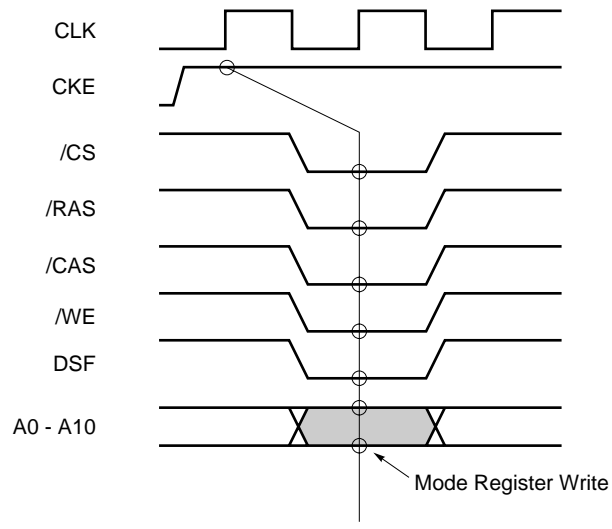 CLK
CKE
/CS
/RAS
/CAS
/WE
DSF
A0 - A10
Mode Register Write